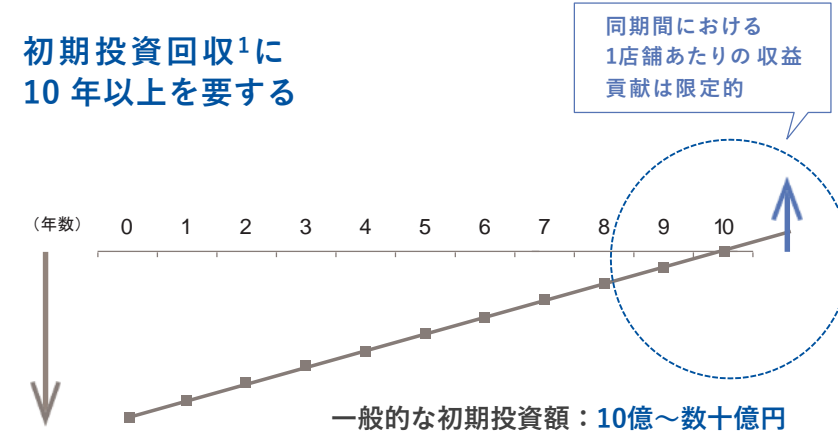 初期投資回収1に
10 年以上を要する
同期間における
1店舗あたりの 収益
貢献は限定的
（年数） 0 1 2 3 4 5 6 7 8 9 10
一般的な初期投資額：10億～数十億円